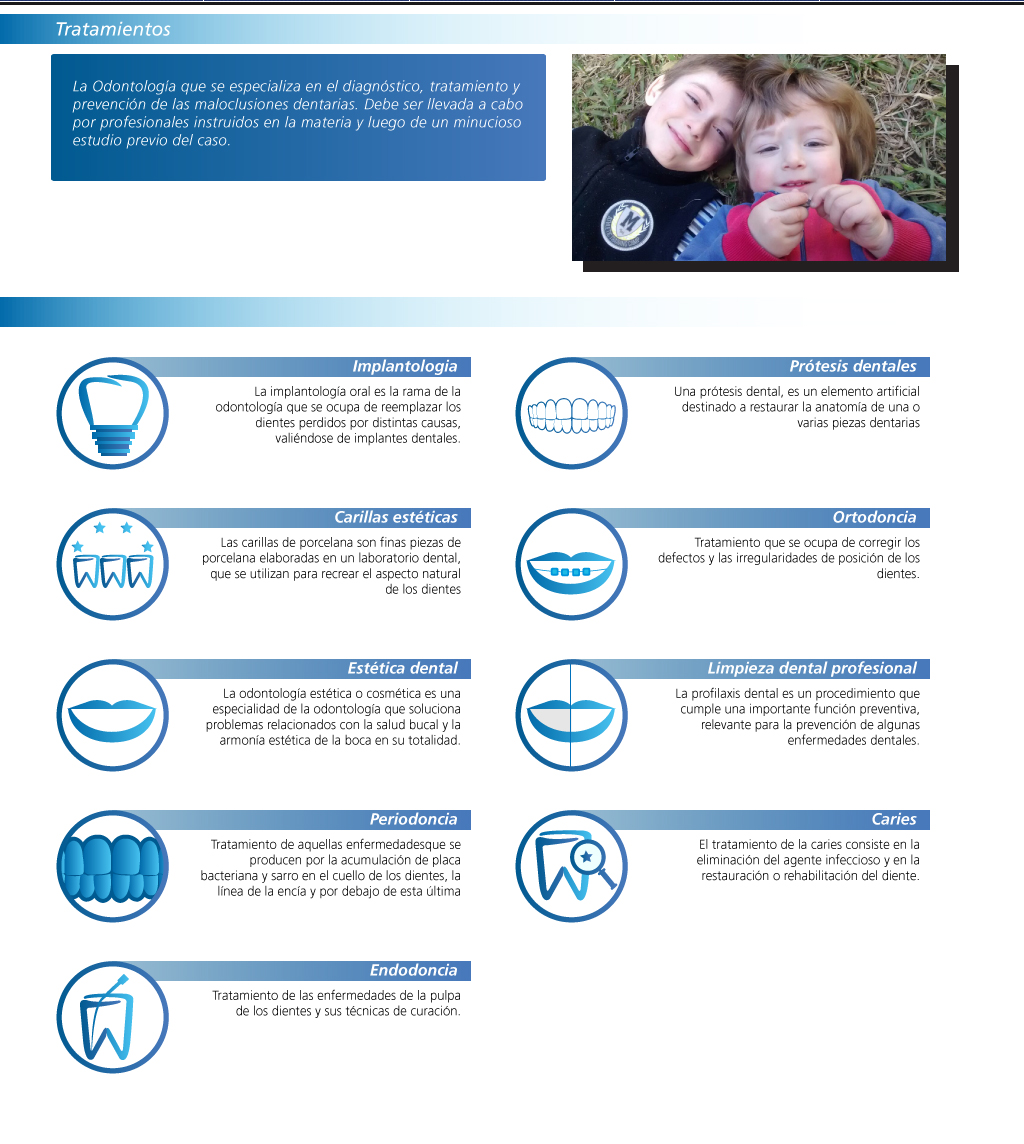 Tratamientos
La Odontología que se especializa en el diagnóstico, tratamiento y
prevención de las maloclusiones dentarias. Debe ser llevada a cabo
por profesionales instruidos en la materia y luego de un minucioso
estudio previo del caso.
M
Implantologia
La implantología oral es la rama de la
odontología que se ocupa de reemplazar los
dientes perdidos por distintas causas,
valiéndose de implantes dentales.
Prótesis dentales
Una prótesis dental, es un elemento artificial
destinado a restaurar la anatomía de una o
varias piezas dentarias
Carillas estéticas
Las carillas de porcelana son finas piezas de
porcelana elaboradas en un laboratorio dental,
que se utilizan para recrear el aspecto natural
de los dientes
Ortodoncia
Tratamiento que se ocupa de corregir los
defectos y las irregularidades de posición de los
dientes.
Estética dental
La odontología estética o cosmética es una
especialidad de la odontología que soluciona
problemas relacionados con la salud bucal y la
armonía estética de la boca en su totalidad.
Limpieza dental profesional
La profilaxis dental es un procedimiento que
cumple una importante función preventiva,
relevante para la prevención de algunas
enfermedades dentales.
Periodoncia
Tratamiento de aquellas enfermedadesque se
producen por la acumulación de placa
bacteriana y sarro en el cuello de los dientes, la
línea de la encía y por debajo de esta última
Caries
El tratamiento de la caries consiste en la
eliminación del agente infeccioso y en la
restauración o rehabilitación del diente.
Endodoncia
Tratamiento de las enfermedades de la pulpa
de los dientes y sus técnicas de curación.